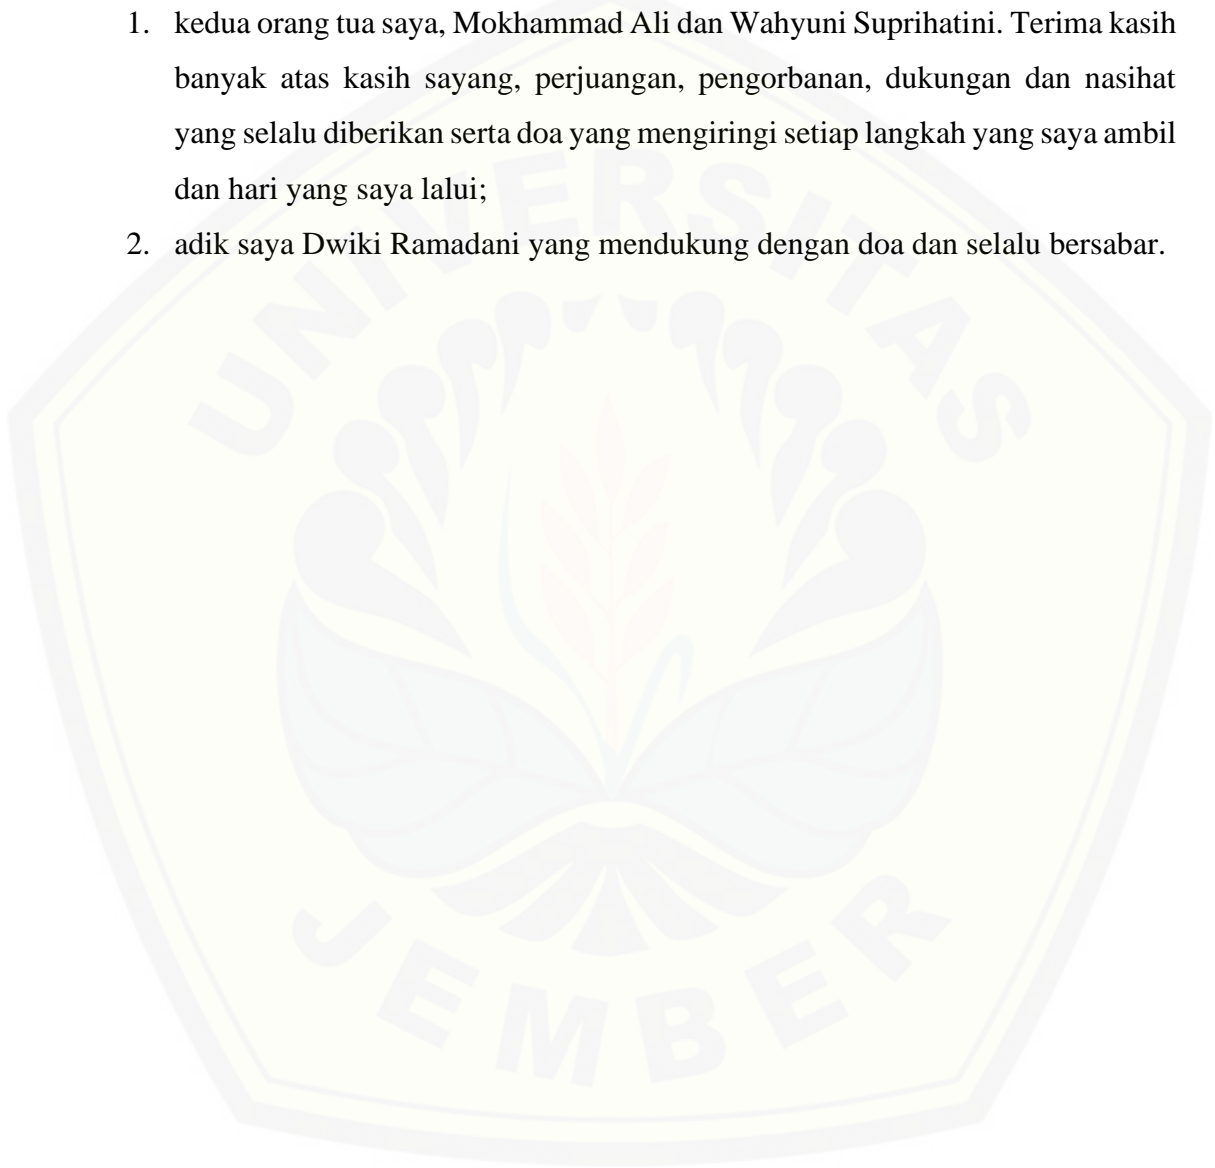 1. kedua orang tua saya, Mokhammad Ali dan Wahyuni Suprihatini. Terima kasih
banyak atas kasih sayang, perjuangan, pengorbanan, dukungan dan nasihat
yang selalu diberikan serta doa yang mengiringi setiap langkah yang saya ambil
dan hari yang saya lalui;
2. adik saya Dwiki Ramadani yang mendukung dengan doa dan selalu bersabar.
UNIVERSITAS
JEMBER